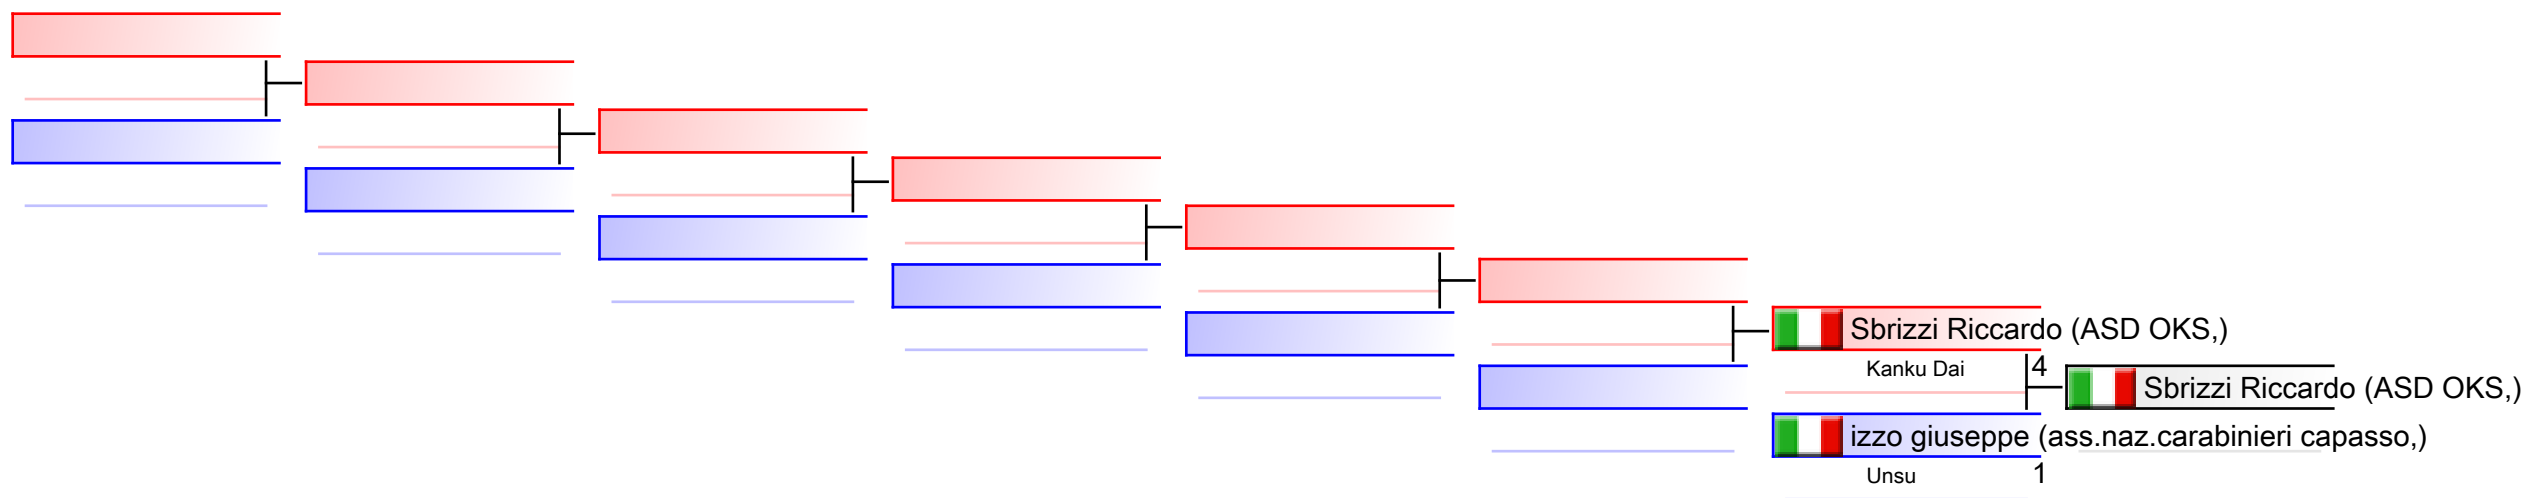 Sbrizzi Riccardo (ASD OKS,)
Kanku Dai
4
Sbrizzi Riccardo (ASD OKS,)
izzo giuseppe (ass.naz.carabinieri capasso,)
Unsu
1